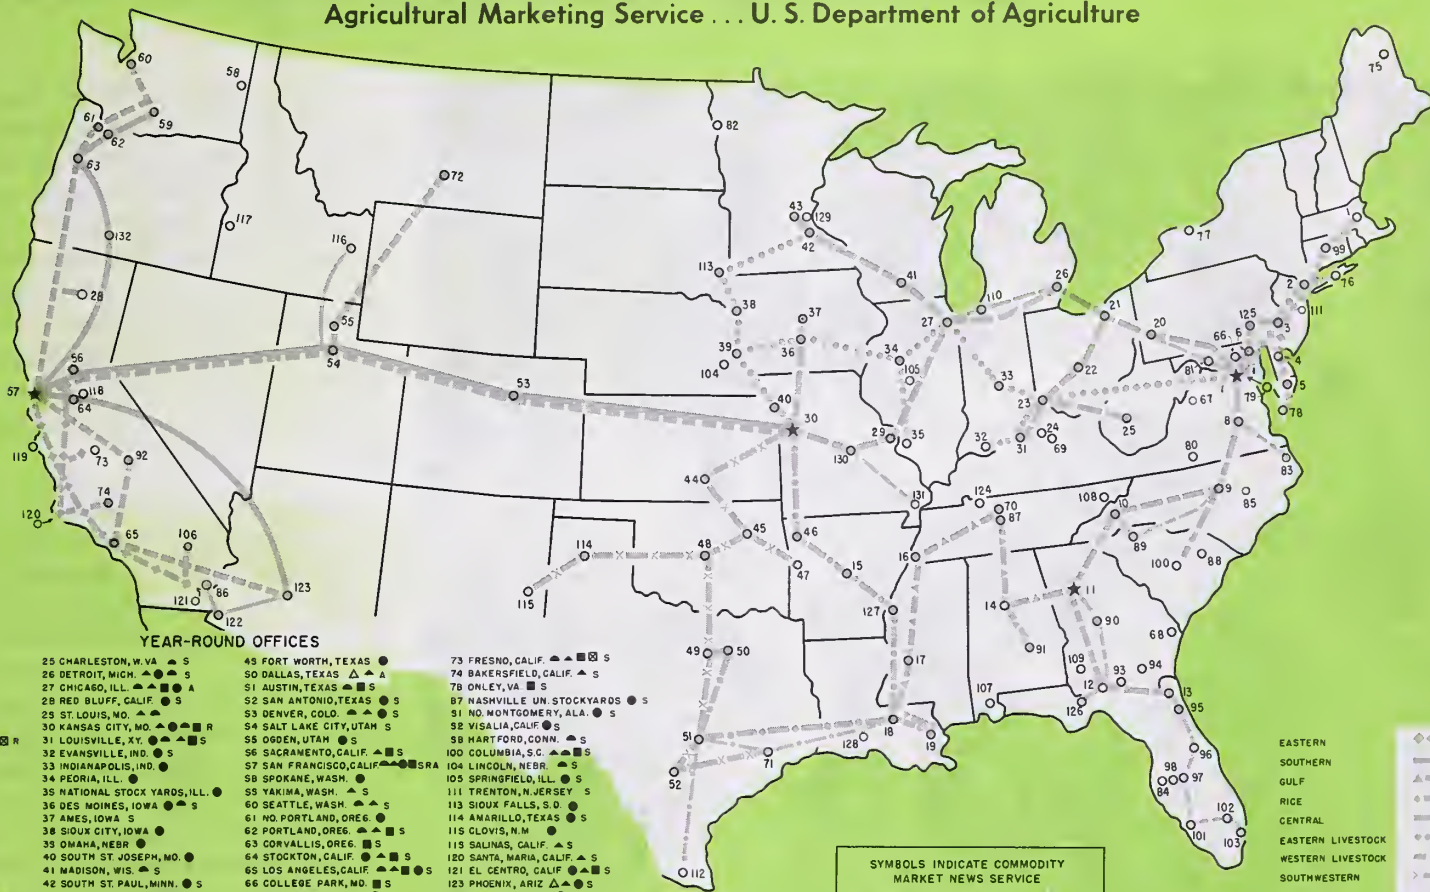 Agricultural Marketing Service ... U. S. Department of Agriculture
YEAR-ROUND OFFICES
25 CHARLESTON, W. VA S
26 DETROIT, MICH. S
27 CHICAGO, ILL. A
28 RED BLUFF, CALIF. S
29 ST. LOUIS, MO.
30 KANSAS CITY, MO. R
31 LOUISVILLE, KY. S
32 EVANSVILLE, IND. S
33 INDIANAPOLIS, IND.
34 PEORIA, ILL.
35 NATIONAL STOCK YARDS, ILL.
36 DES MOINES, IOWA S
37 AMES, IOWA S
38 SIOUX CITY, IOWA
39 OMAHA, NEBR
40 SOUTH ST. JOSEPH, MO.
41 MADISON, WIS. S
42 SOUTH ST. PAUL, MINN. S
49 FORT WORTH, TEXAS
50 DALLAS, TEXAS A
51 AUSTIN, TEXAS S
52 SAN ANTONIO, TEXAS S
53 DENVER, COLO. S
54 SALT LAKE CITY, UTAH S
55 OGDEN, UTAH S
56 SACRAMENTO, CALIF. S
57 SAN FRANCISCO, CALIF. SRA
58 SPOKANE, WASH.
59 YAKIMA, WASH. S
60 SEATTLE, WASH. S
61 NO. PORTLAND, OREG.
62 PORTLAND, OREG. S
63 CORVALLIS, OREG. S
64 STOCKTON, CALIF. S
65 LOS ANGELES, CALIF. S
66 COLLEGE PARK, MD. S
73 FRESNO, CALIF. S
74 BAKERSFIELD, CALIF. S
78 ONLEY, VA S
87 NASHVILLE UN. STOCKYARDS S
91 NO. MONTGOMERY, ALA. S
92 VISALIA, CALIF. S
99 HARTFORD, CONN. S
100 COLUMBIA, S.C. S
104 LINCOLN, NEBR. S
105 SPRINGFIELD, ILL. S
111 TRENTON, N. JERSEY S
113 SIOUX FALLS, S.D.
114 AMARILLO, TEXAS S
115 CLOVIS, N.M
119 SALINAS, CALIF. S
120 SANTA, MARIA, CALIF. S
121 EL CENTRO, CALIF S
123 PHOENIX, ARIZ S
SYMBOLS INDICATE COMMODITY
MARKET NEWS SERVICE
EASTERN
SOUTHERN
GULF
RICE
CENTRAL
EASTERN LIVESTOCK
WESTERN LIVESTOCK
SOUTHWESTERN